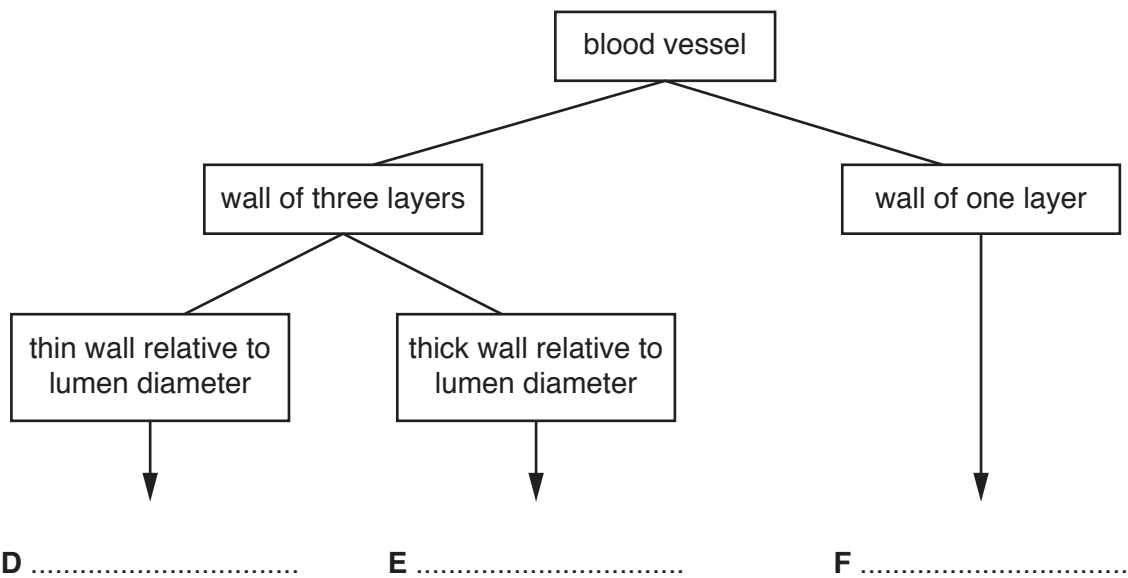 blood vessel
wall of three layers
wall of one layer
thin wall relative to
lumen diameter
thick wall relative to
lumen diameter
D ................................
E ................................
F ................................